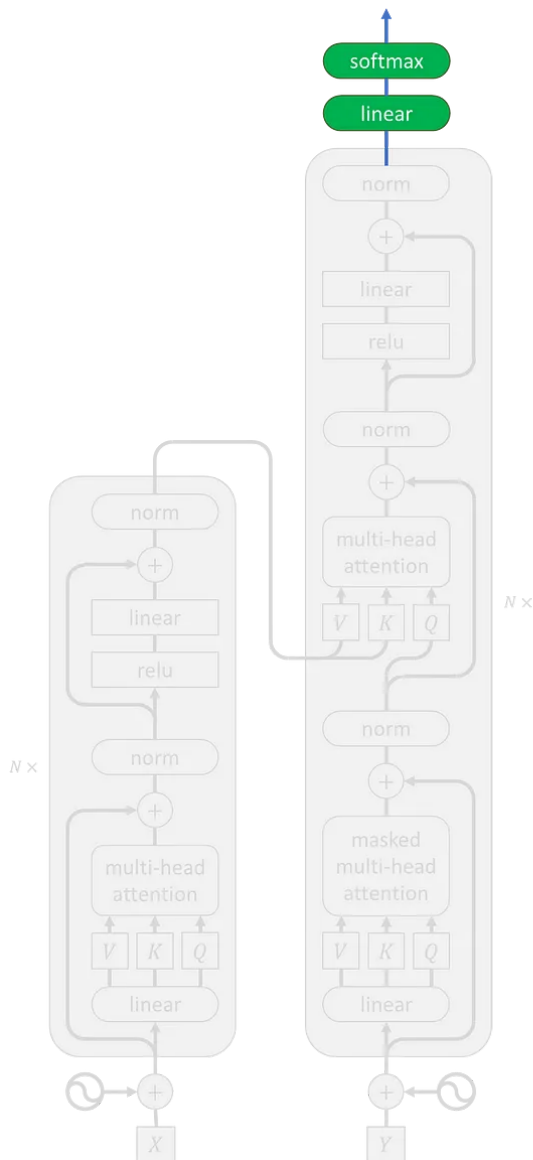 softmax
linear
norm
+
linear
relu
norm
+
multi-head
attention
V K Q
N ×
norm
+
masked
multi-head
attention
V K Q
linear
+
Y
norm
+
linear
relu
norm
N ×
+
multi-head
attention
V K Q
linear
+
X